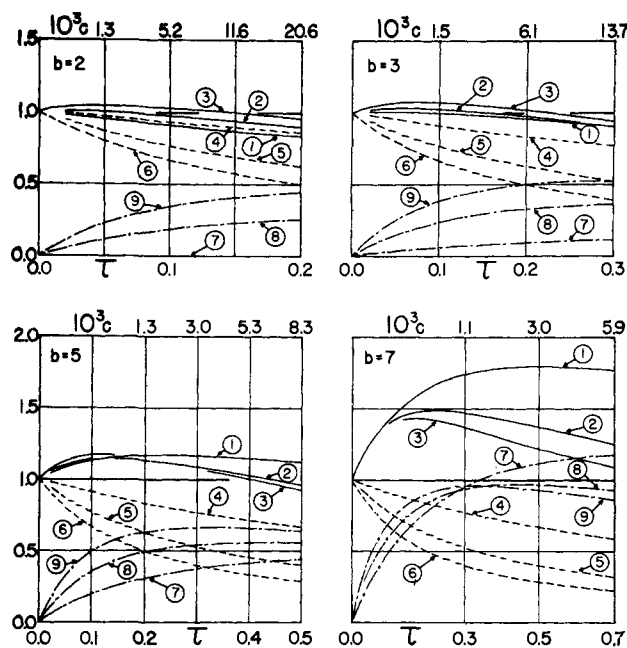 10³c 1.3 5.2 11.6 20.6
1.5
b=2
③
②
1.0
④ ① ⑤
⑥
0.5
⑨
⑦ ⑧
0.0
0.0 τ 0.1 0.2
10³c 1.5 6.1 13.7
b=3
② ③
①
④
⑤
⑥
⑨
⑧ ⑦
0.0 τ 0.1 0.2 0.3
10³c 1.3 3.0 5.3 8.3
2.0
b=5
1.5
①
②
1.0
④ ③
⑤
⑥
0.5
⑨ ⑧ ⑦
0.0
0.0 0.1 0.2 τ 0.4 0.5
10³c 1.1 3.0 5.9
b=7
①
②
③
⑦ ⑧
④ ⑨
⑥ ⑤
0.0 τ 0.3 0.5 0.7